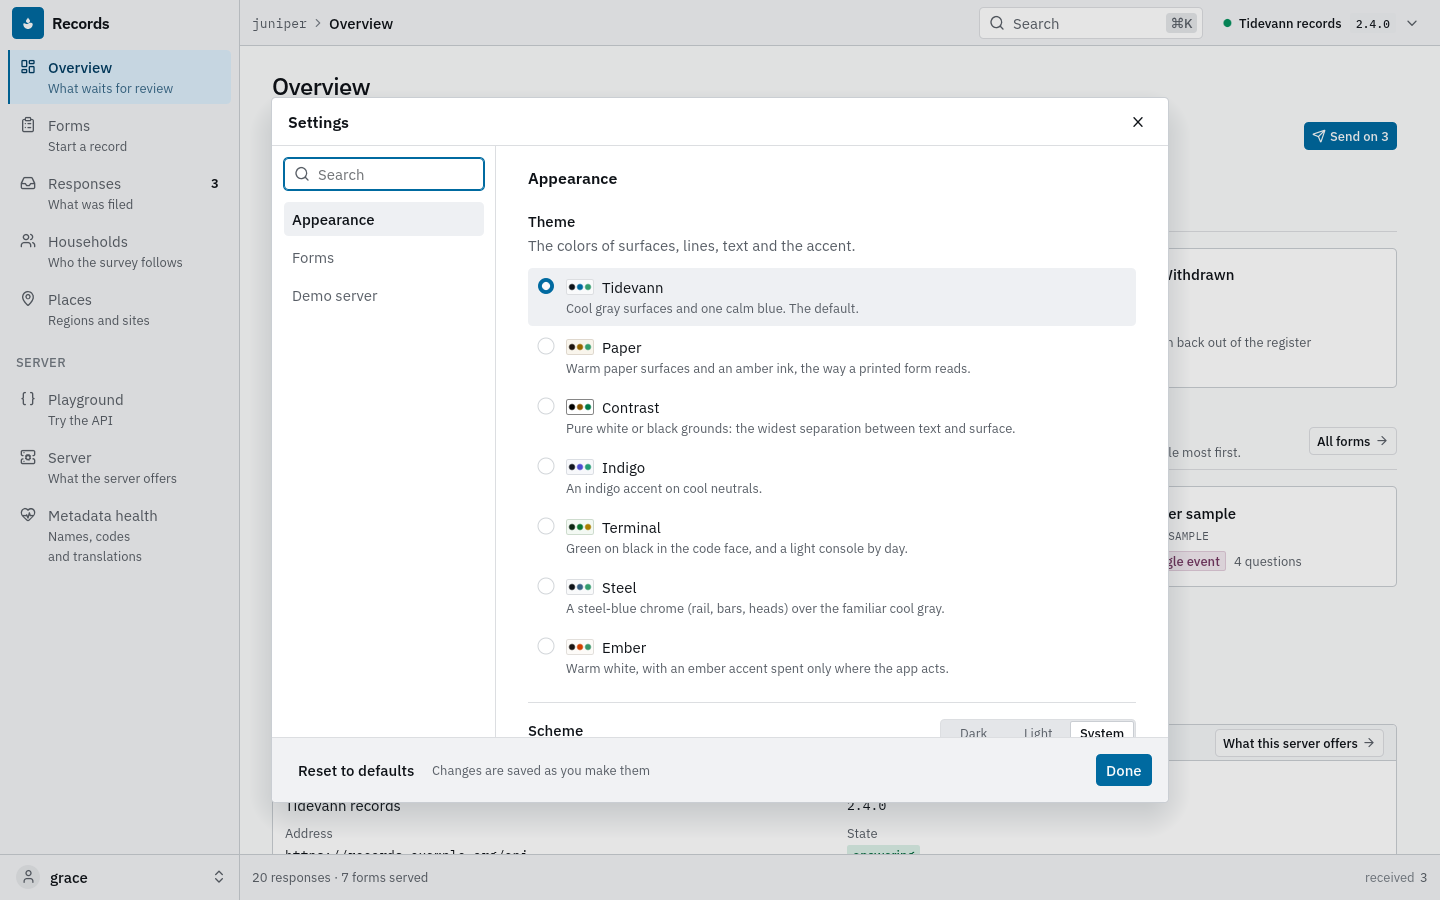 Records
juniper > Overview
Search ⌘K
Tidevann records 2.4.0
Overview
What waits for review
Forms
Start a record
Responses 3
What was filed
Households
Who the survey follows
Places
Regions and sites
SERVER
Playground
Try the API
Server
What the server offers
Metadata health
Names, codes
and translations
grace
Overview
Send on 3
Settings
Search
Appearance
Forms
Demo server
Appearance
Theme
The colors of surfaces, lines, text and the accent.
Tidevann
Cool gray surfaces and one calm blue. The default.
Paper
Warm paper surfaces and an amber ink, the way a printed form reads.
Contrast
Pure white or black grounds: the widest separation between text and surface.
Indigo
An indigo accent on cool neutrals.
Terminal
Green on black in the code face, and a light console by day.
Steel
A steel-blue chrome (rail, bars, heads) over the familiar cool gray.
Ember
Warm white, with an ember accent spent only where the app acts.
Scheme
Dark Light System
Reset to defaults
Changes are saved as you make them
Done
Withdrawn
back out of the register
All forms
most first.
sample
SAMPLE
event
4 questions
What this server offers
Tidevann records
2.4.0
Address
State
20 responses · 7 forms served
received 3